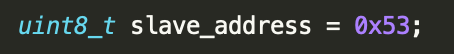 uint8_t slave_address = 0x53;